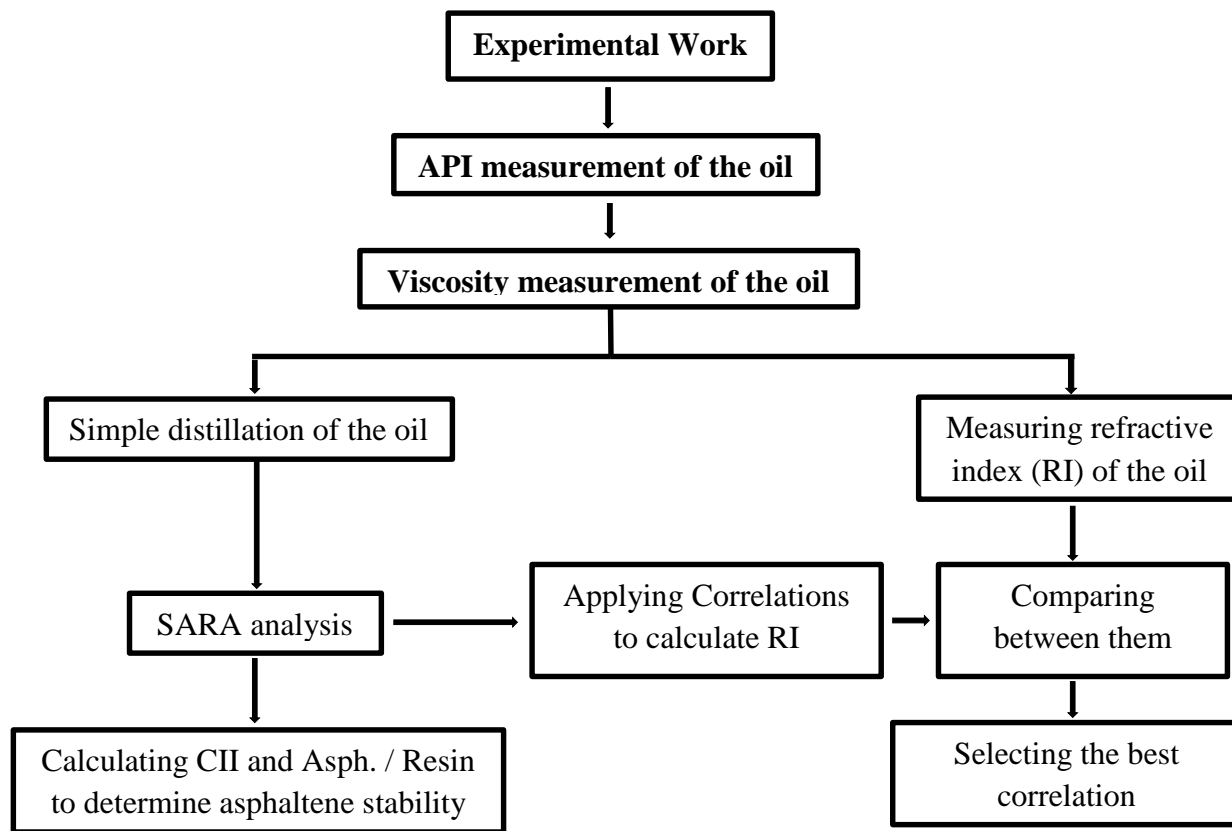 Experimental Work
API measurement of the oil
Viscosity measurement of the oil
Simple distillation of the oil
Measuring refractive
index (RI) of the oil
SARA analysis
Applying Correlations
to calculate RI
Comparing
between them
Calculating CII and Asph. / Resin
to determine asphaltene stability
Selecting the best
correlation